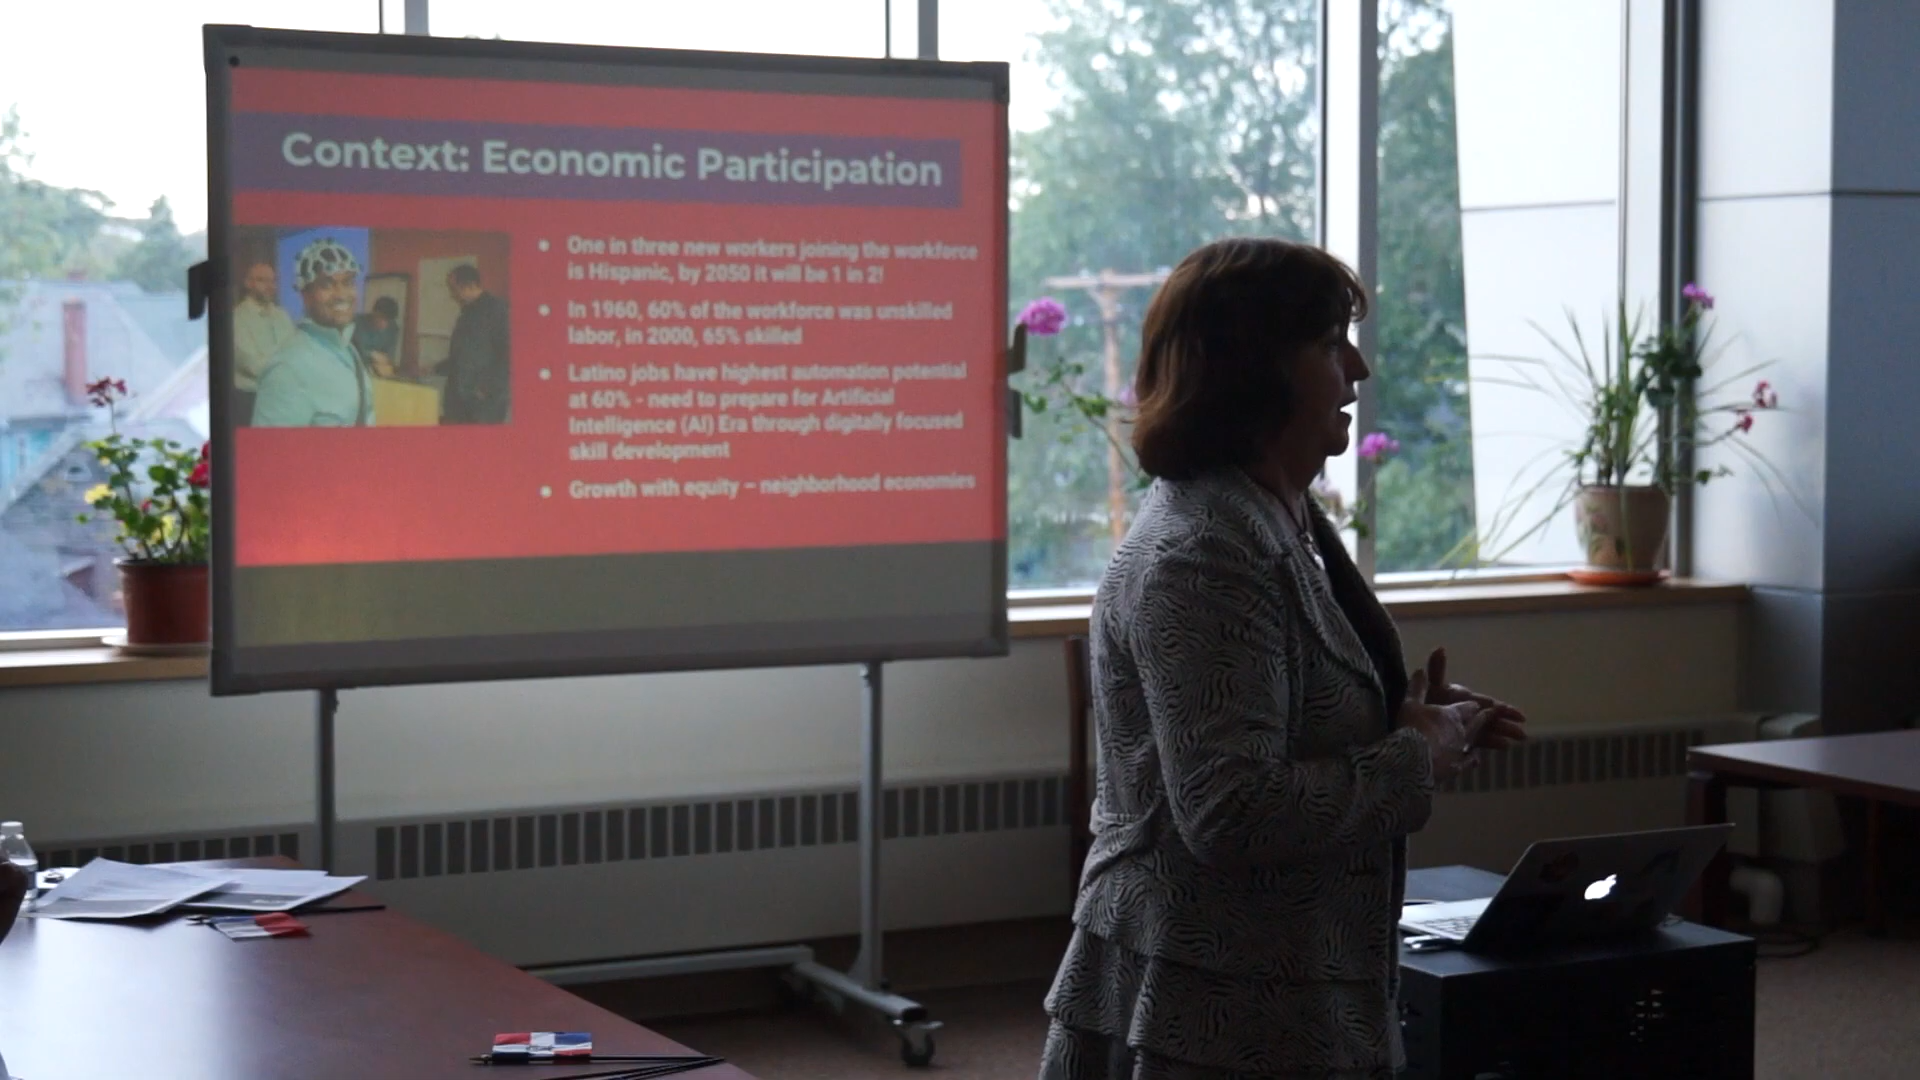 Context: Economic Participation
• One in three new workers joining the workforce
is Hispanic, by 2050 it will be 1 in 2!
• In 1960, 60% of the workforce was unskilled
labor, in 2000, 65% skilled
• Latino jobs have highest automation potential
at 60% - need to prepare for Artificial
Intelligence (AI) Era through digitally focused
skill development
• Growth with equity – neighborhood economies